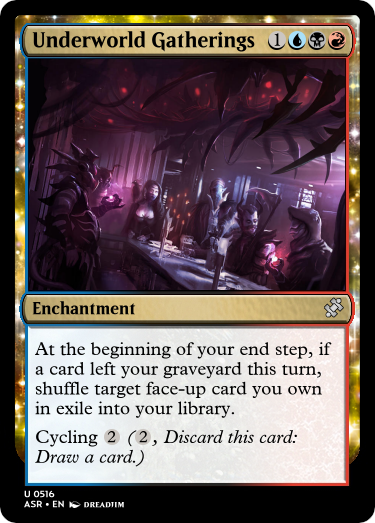 Underworld Gatherings 1
Enchantment
At the beginning of your end step, if
a card left your graveyard this turn,
shuffle target face-up card you own
in exile into your library.
Cycling 2 (2, Discard this card:
Draw a card.)
U 0516
ASR • EN DREADJIM